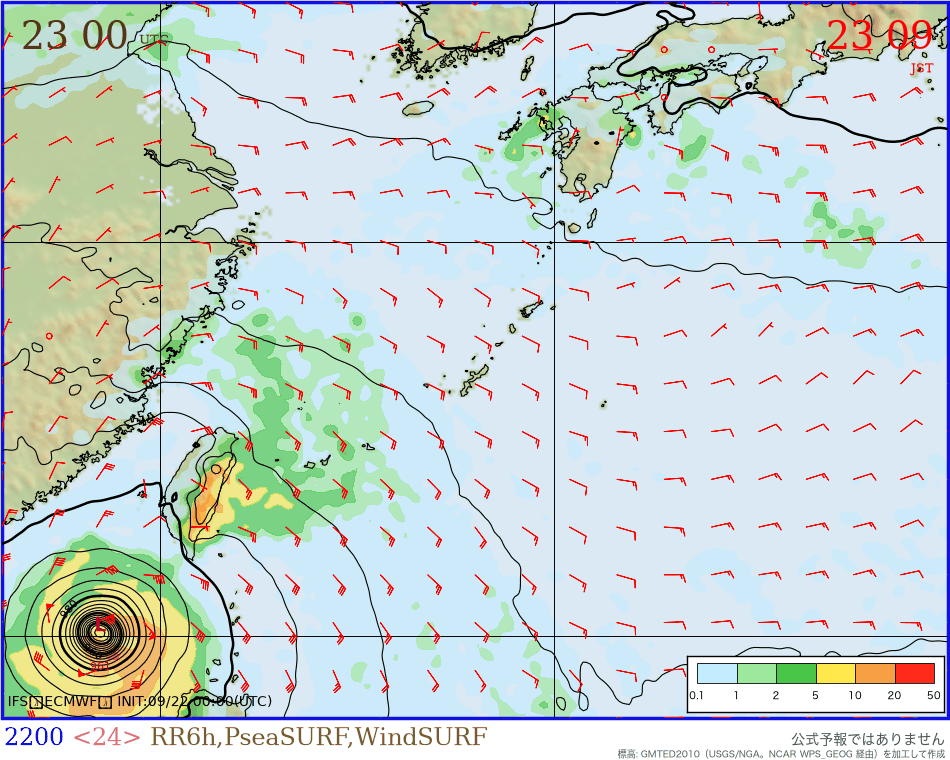 23 00 UTC
23 09
JST
980
IFS[]ECMWF[] INIT:09/22 00:00(UTC)
0.1 1 2 5 10 20 50
2200 <24> RR6h,PseaSURF,WindSURF
公式予報ではありません
標高: GMTED2010（USGS/NGA。NCAR WPS_GEOG 経由）を加工して作成